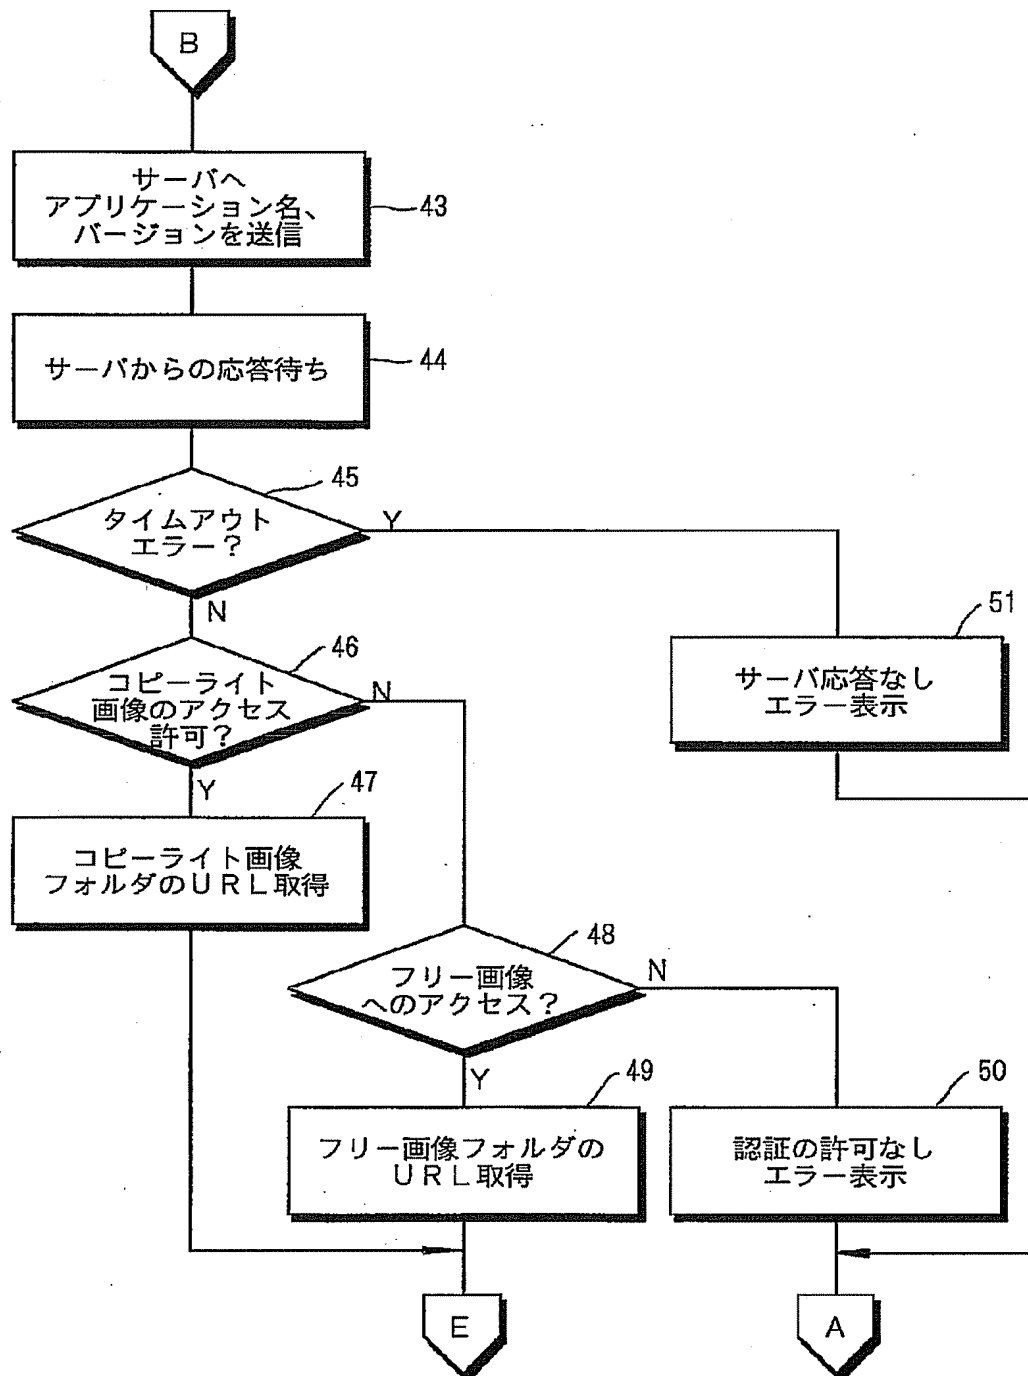 B
サーバへ
アプリケーション名、
バージョンを送信
43
サーバからの応答待ち
44
45
タイムアウト
エラー？
Y
N
51
サーバ応答なし
エラー表示
46
コピーライト
画像のアクセス
許可？
N
Y
47
コピーライト画像
フォルダのＵＲＬ取得
48
フリー画像
へのアクセス？
N
Y
49
フリー画像フォルダの
ＵＲＬ取得
50
認証の許可なし
エラー表示
E
A